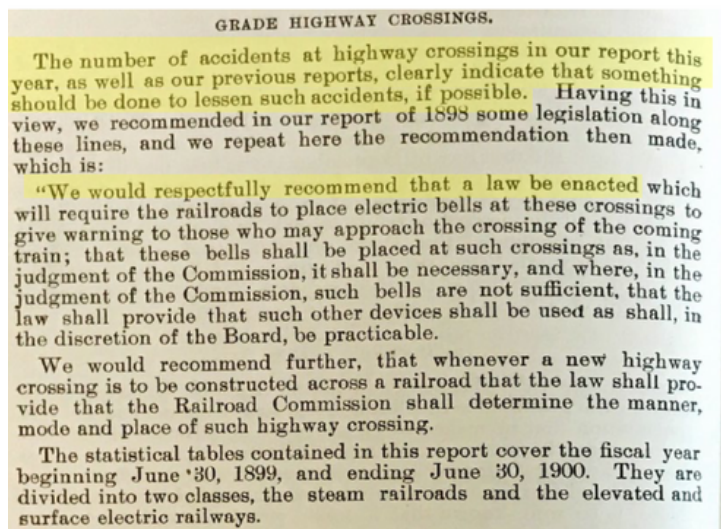 GRADE HIGHWAY CROSSINGS.
The number of accidents at highway crossings in our report this
year, as well as our previous reports, clearly indicate that something
should be done to lessen such accidents, if possible. Having this in
view, we recommended in our report of 1898 some legislation along
these lines, and we repeat here the recommendation then made,
which is:
"We would respectfully recommend that a law be enacted which
will require the railroads to place electric bells at these crossings to
give warning to those who may approach the crossing of the coming
train; that these bells shall be placed at such crossings as, in the
judgment of the Commission, it shall be necessary, and where, in the
judgment of the Commission, such bells are not sufficient, that the
law shall provide that such other devices shall be used as shall, in
the discretion of the Board, be practicable.
We would recommend further, that whenever a new highway
crossing is to be constructed across a railroad that the law shall pro-
vide that the Railroad Commission shall determine the manner,
mode and place of such highway crossing.
The statistical tables contained in this report cover the fiscal year
beginning June 30, 1899, and ending June 30, 1900. They are
divided into two classes, the steam railroads and the elevated and
surface electric railways.